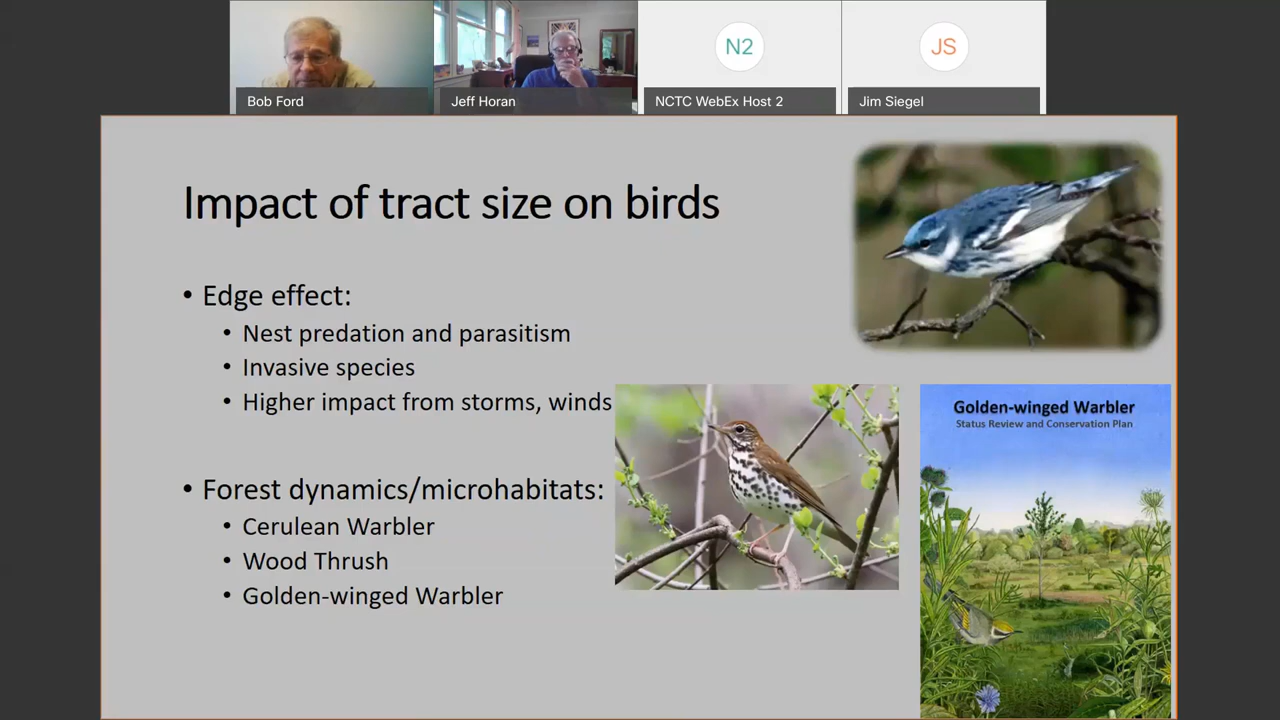 Bob Ford
Jeff Horan
N2
NCTC WebEx Host 2
JS
Jim Siegel
Impact of tract size on birds
• Edge effect:
• Nest predation and parasitism
• Invasive species
• Higher impact from storms, winds
• Forest dynamics/microhabitats:
• Cerulean Warbler
• Wood Thrush
• Golden-winged Warbler
Golden-winged Warbler
Status Review and Conservation Plan